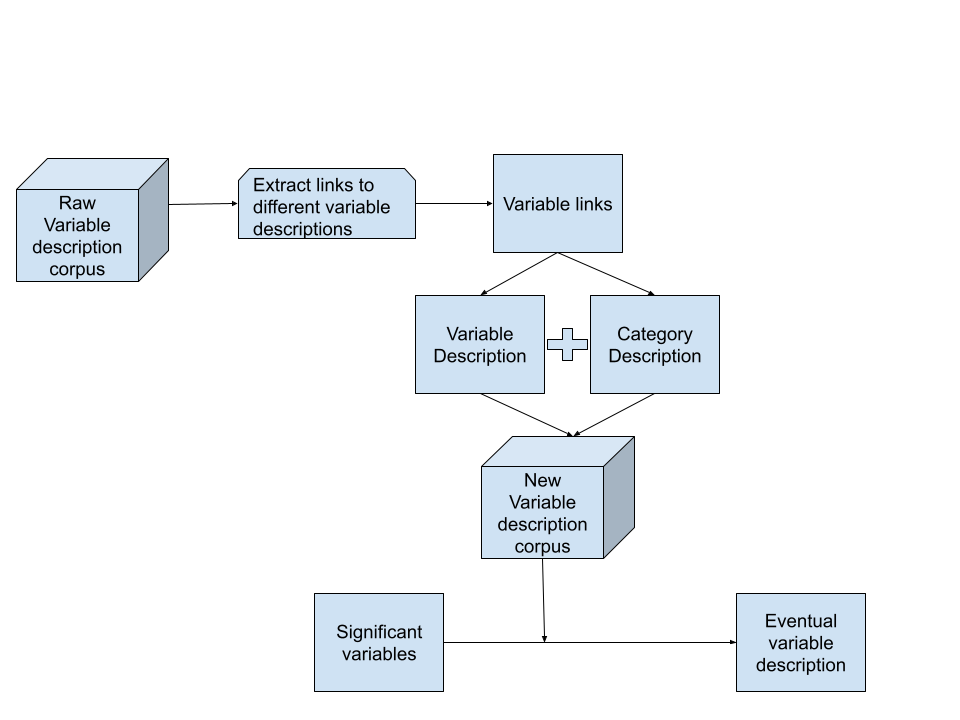 Raw
Variable
description
corpus
Extract links to
different variable
descriptions
Variable links
Variable
Description
Category
Description
New
Variable
description
corpus
Significant
variables
Eventual
variable
description